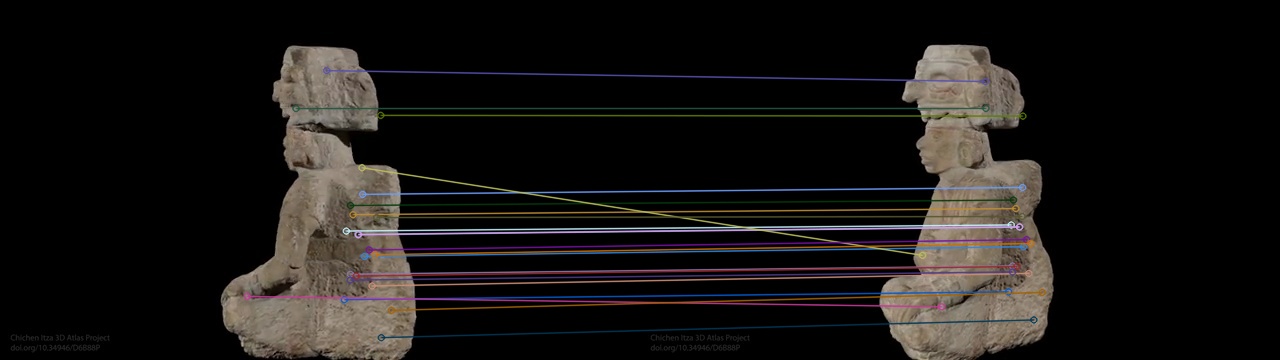 Chichen Itza 3D Atlas Project
doi.org/10.34946/D6B88P
Chichen Itza 3D Atlas Project
doi.org/10.34946/D6B88P